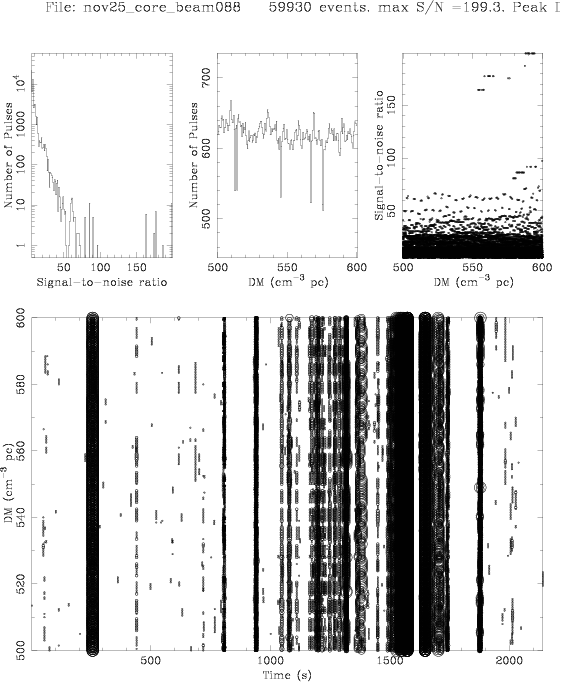 File: nov25_core_beam088 59930 events. max S/N =199.3. Peak
Number of Pulses
1 10 100 1000 10⁴
50 100 150
Signal-to-noise ratio
Number of Pulses
500 600 700
500 550 600
DM (cm⁻³ pc)
Signal-to-noise ratio
50 100 150
500 550 600
DM (cm⁻³ pc)
DM (cm⁻³ pc)
500 520 540 560 580 600
500 1000 1500 2000
Time (s)